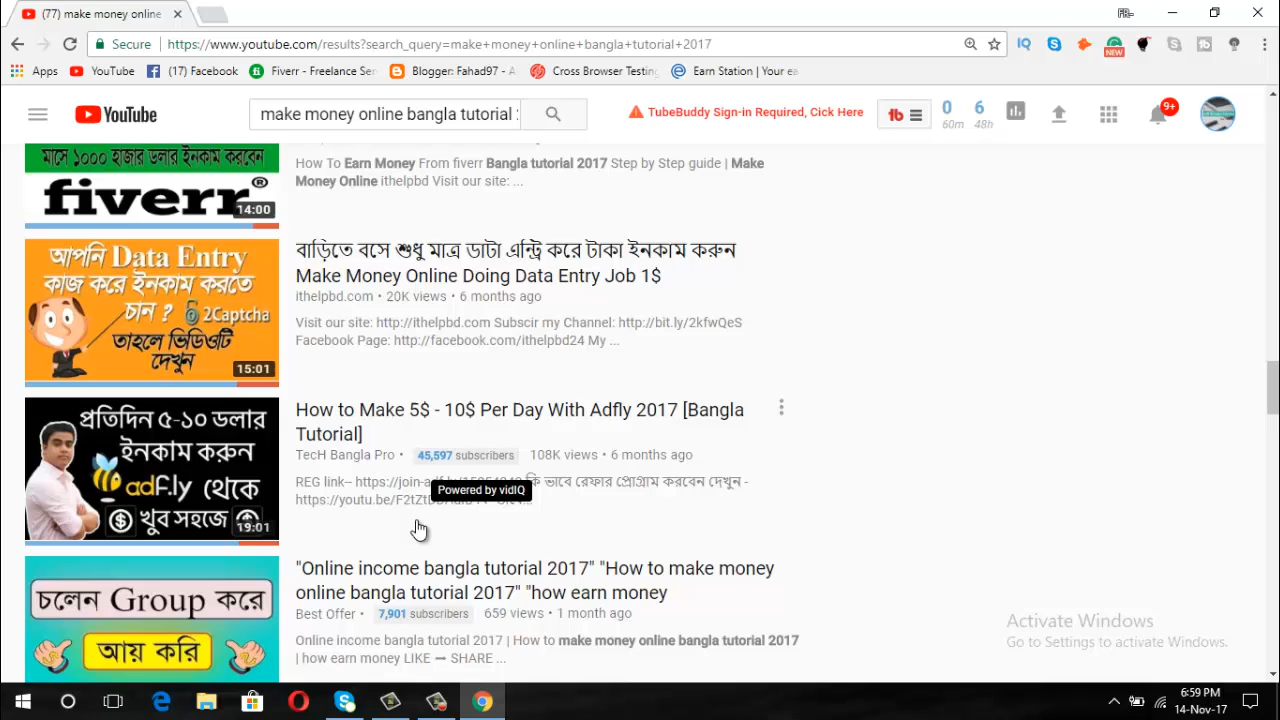 (77) make money online
FR-
Secure
https://www.youtube.com/results?search_query=make+money+online+bangla+tutorial+2017
IQ
NEW
Apps
YouTube
(17) Facebook
Fiverr - Freelance Ser
Blogger: Fahad97 - A
Cross Browser Testing
Earn Station | Your ea
YouTube
make money online bangla tutorial
TubeBuddy Sign-in Required, Click Here
tb
0
60m
6
48h
9+
মাসে ১০০০ হাজার ডলার ইনকাম করবেন
fiverr®
14:00
How To Earn Money From fiverr Bangla tutorial 2017 Step by Step guide | Make
Money Online ithelpbd Visit our site: ...
আপনি Data Entry
কাজ করে ইনকাম করতে
চান ? 2Captcha
তাহলে ভিডিওটি
দেখুন
15:01
বাড়িতে বসে শুধু মাত্র ডাটা এন্ট্রি করে টাকা ইনকাম করুন
Make Money Online Doing Data Entry Job 1$
ithelpbd.com • 20K views • 6 months ago
Visit our site: http://ithelpbd.com Subscir my Channel: http://bit.ly/2kfwQeS
Facebook Page: http://facebook.com/ithelpbd24 My ...
প্রতিদিন ৫-১০ ডলার
ইনকাম করুন
adf.ly থেকে
খুব সহজে
19:01
How to Make 5$ - 10$ Per Day With Adfly 2017 [Bangla
Tutorial]
TecH Bangla Pro • 45,597 subscribers 108K views • 6 months ago
REG link-- https://join-adf.ly/ কি ভাবে রেফার প্রোগ্রাম করবেন দেখুন -
Powered by vidIQ
চলেন Group করে
আয় করি
"Online income bangla tutorial 2017" "How to make money
online bangla tutorial 2017" "how earn money
Best Offer • 7,901 subscribers 659 views • 1 month ago
Online income bangla tutorial 2017 | How to make money online bangla tutorial 2017
| how earn money LIKE ➖ SHARE ...
Activate Windows
Go to Settings to activate Windows.
6:59 PM
14-Nov-17